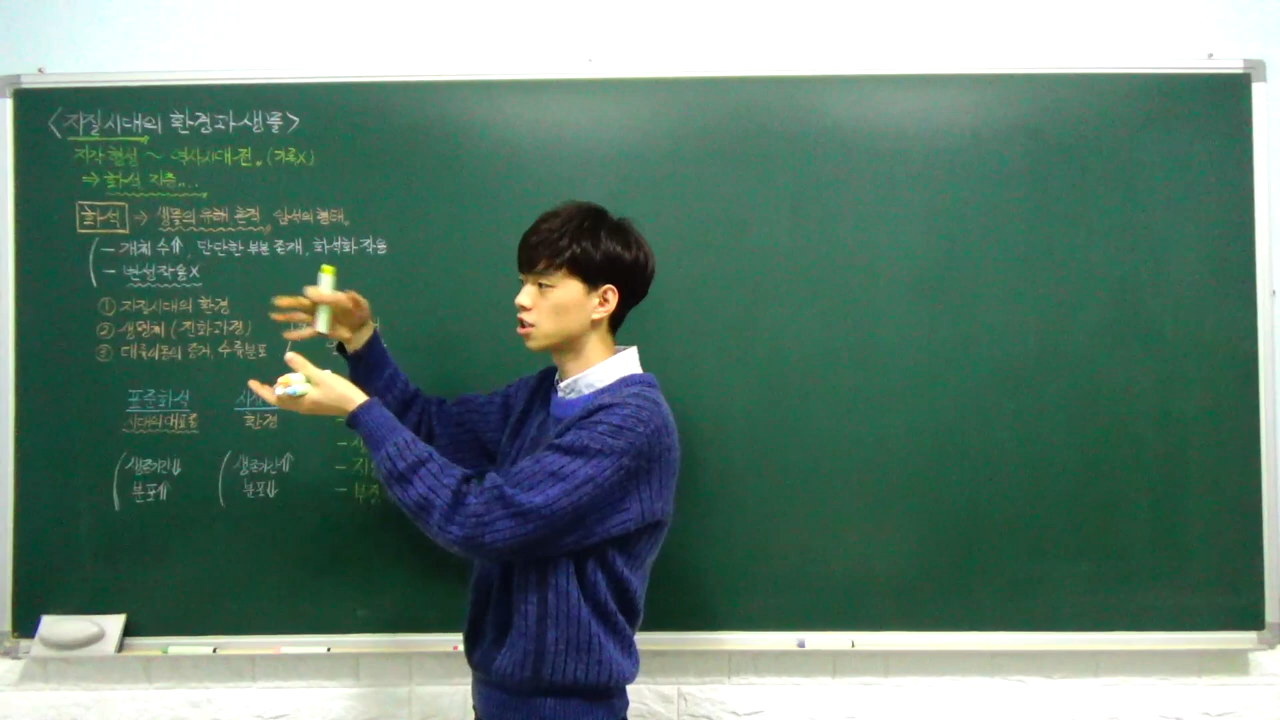 <지질시대의 환경과 생물>
지각 형성 ~ 역사시대 전. (기록X)
⇒ 화석 지층...
화석 → 생물의 유해 흔적, 암석의 형태.
- 개체 수⇑, 단단한 부분 존재, 화석화 작용
- 변성작용X
① 지질시대의 환경
② 생명체 (진화과정)
③ 대륙이동의 증거, 수륙분포
표준화석
시대의 대표로
환경
생존기간⇓
분포⇑
생존기간⇑
분포⇓